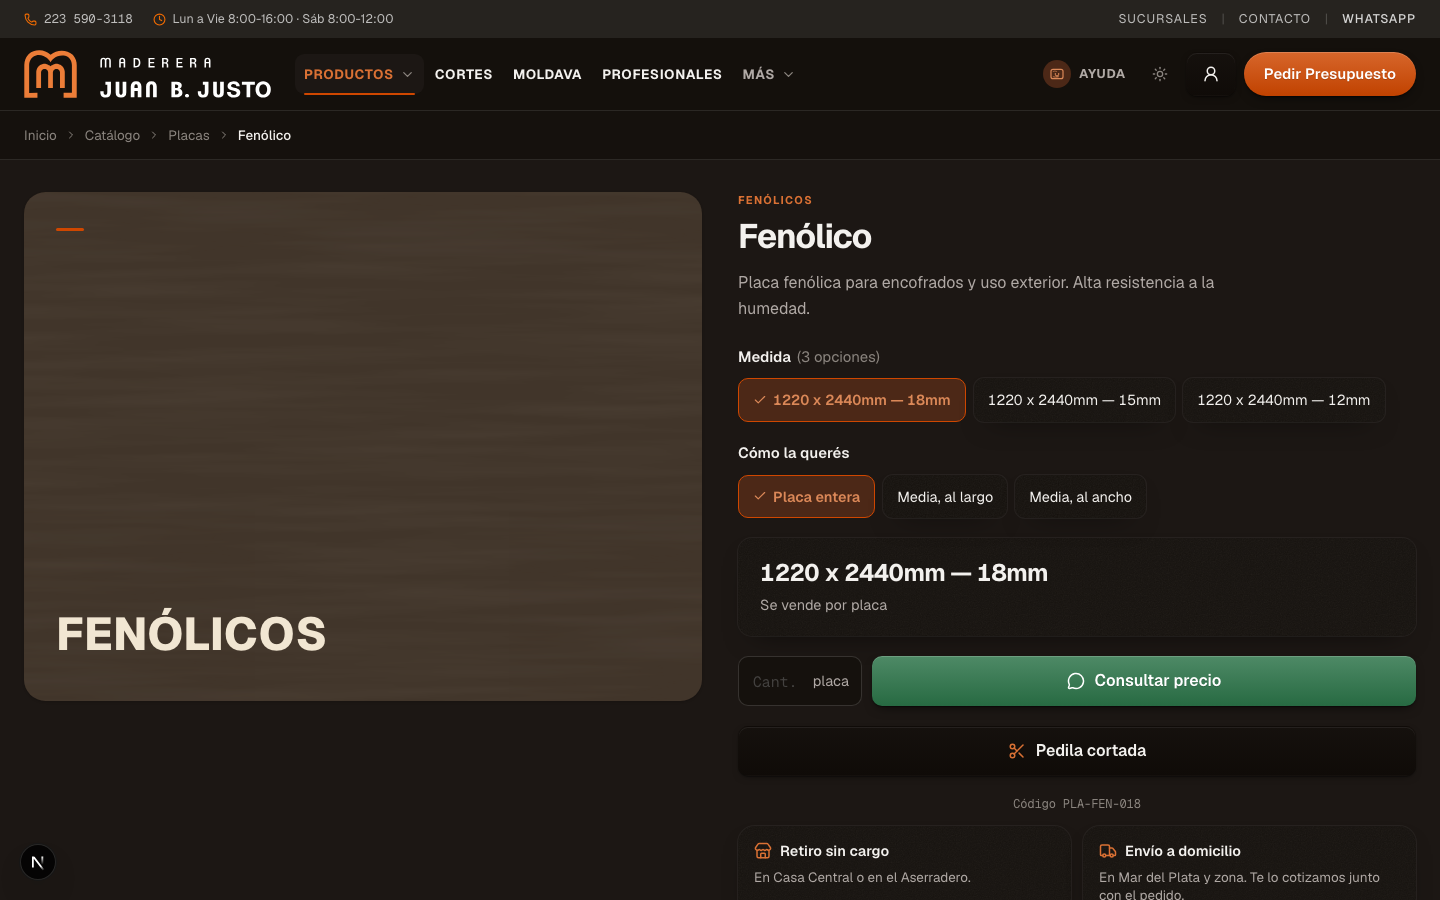 223 590-3118
Lun a Vie 8:00-16:00 · Sáb 8:00-12:00
SUCURSALES
CONTACTO
WHATSAPP
MADERERA
JUAN B. JUSTO
PRODUCTOS
CORTES
MOLDAVA
PROFESIONALES
MÁS
AYUDA
Pedir Presupuesto
Inicio
Catálogo
Placas
Fenólico
FENÓLICOS
FENÓLICOS
Fenólico
Placa fenólica para encofrados y uso exterior. Alta resistencia a la
humedad.
Medida (3 opciones)
1220 x 2440mm — 18mm
1220 x 2440mm — 15mm
1220 x 2440mm — 12mm
Cómo la querés
Placa entera
Media, al largo
Media, al ancho
1220 x 2440mm — 18mm
Se vende por placa
Cant. placa
Consultar precio
Pedila cortada
Código PLA-FEN-018
Retiro sin cargo
En Casa Central o en el Aserradero.
Envío a domicilio
En Mar del Plata y zona. Te lo cotizamos junto
con el pedido.
N